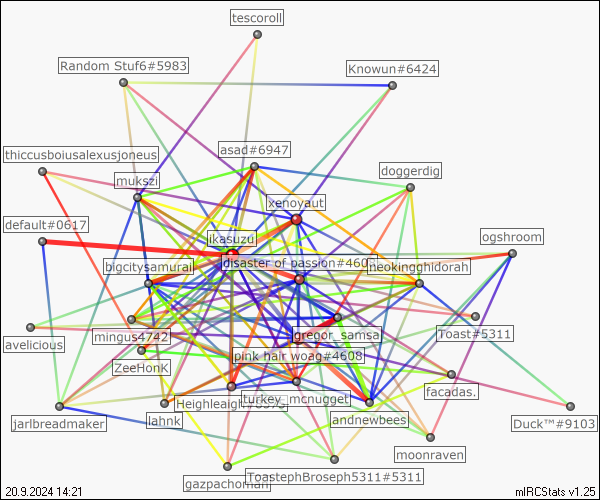 tescoroll
Random Stuf6#5983
Knowun#6424
asad#6947
thiccusboiusalexusjoneus
doggerdig
mukszi
xenoyaut
default#0617
ikasuzu
ogshroom
disaster of passion#460
neokingghidorah
bigcitysamurai
mingus4742
gregor_samsa
Toast#5311
avelicious
pink hair woag#4608
ZeeHonK
facadas.
turkey_mcnugget
jarlbreadmaker
lahnk
andnewbees
Duck™#9103
moonraven
gazpachoman
ToastephBroseph5311#5311
20.9.2024 14:21
mIRCStats v1.25